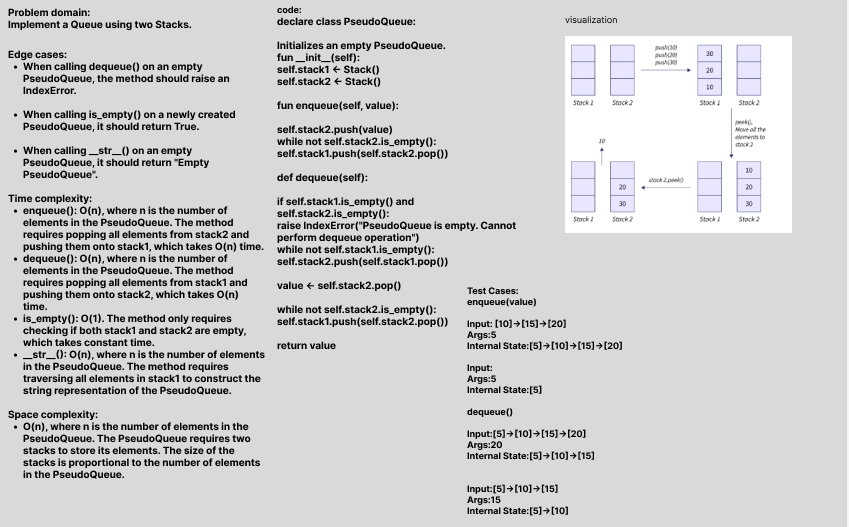 Problem domain:
Implement a Queue using two Stacks.
Edge cases:
• When calling dequeue() on an empty
PseudoQueue, the method should raise an
IndexError.
• When calling is_empty() on a newly created
PseudoQueue, it should return True.
• When calling __str__() on an empty
PseudoQueue, it should return "Empty
PseudoQueue".
Time complexity:
• enqueue(): O(n), where n is the number of
elements in the PseudoQueue. The method
requires popping all elements from stack2 and
pushing them onto stack1, which takes O(n) time.
• dequeue(): O(n), where n is the number of
elements in the PseudoQueue. The method
requires popping all elements from stack1 and
pushing them onto stack2, which takes O(n)
time.
• is_empty(): O(1). The method only requires
checking if both stack1 and stack2 are empty,
which takes constant time.
• __str__(): O(n), where n is the number of elements
in the PseudoQueue. The method requires
traversing all elements in stack1 to construct the
string representation of the PseudoQueue.
Space complexity:
• O(n), where n is the number of elements in the
PseudoQueue. The PseudoQueue requires two
stacks to store its elements. The size of the
stacks is proportional to the number of elements
in the PseudoQueue.
code:
declare class PseudoQueue:
Initializes an empty PseudoQueue.
fun __init__(self):
self.stack1 ← Stack()
self.stack2 ← Stack()
fun enqueue(self, value):
self.stack2.push(value)
while not self.stack2.is_empty():
self.stack1.push(self.stack2.pop())
def dequeue(self):
if self.stack1.is_empty() and
self.stack2.is_empty():
raise IndexError("PseudoQueue is empty. Cannot
perform dequeue operation")
while not self.stack1.is_empty():
self.stack2.push(self.stack1.pop())
value ← self.stack2.pop()
while not self.stack2.is_empty():
self.stack1.push(self.stack2.pop())
return value
Test Cases:
enqueue(value)
Input: [10]→[15]→[20]
Args:5
Internal State:[5]→[10]→[15]→[20]
Input:
Args:5
Internal State:[5]
dequeue()
Input:[5]→[10]→[15]→[20]
Args:20
Internal State:[5]→[10]→[15]
Input:[5]→[10]→[15]
Args:15
Internal State:[5]→[10]
visualization
push(10)
push(20)
push(30)
30
20
10
Stack 1 Stack 2 Stack 1 Stack 2
peek(),
Move all the
elements to
stack 2
10
10
20 20
30 30
stack 2.peek()
Stack 1 Stack 2 Stack 1 Stack 2